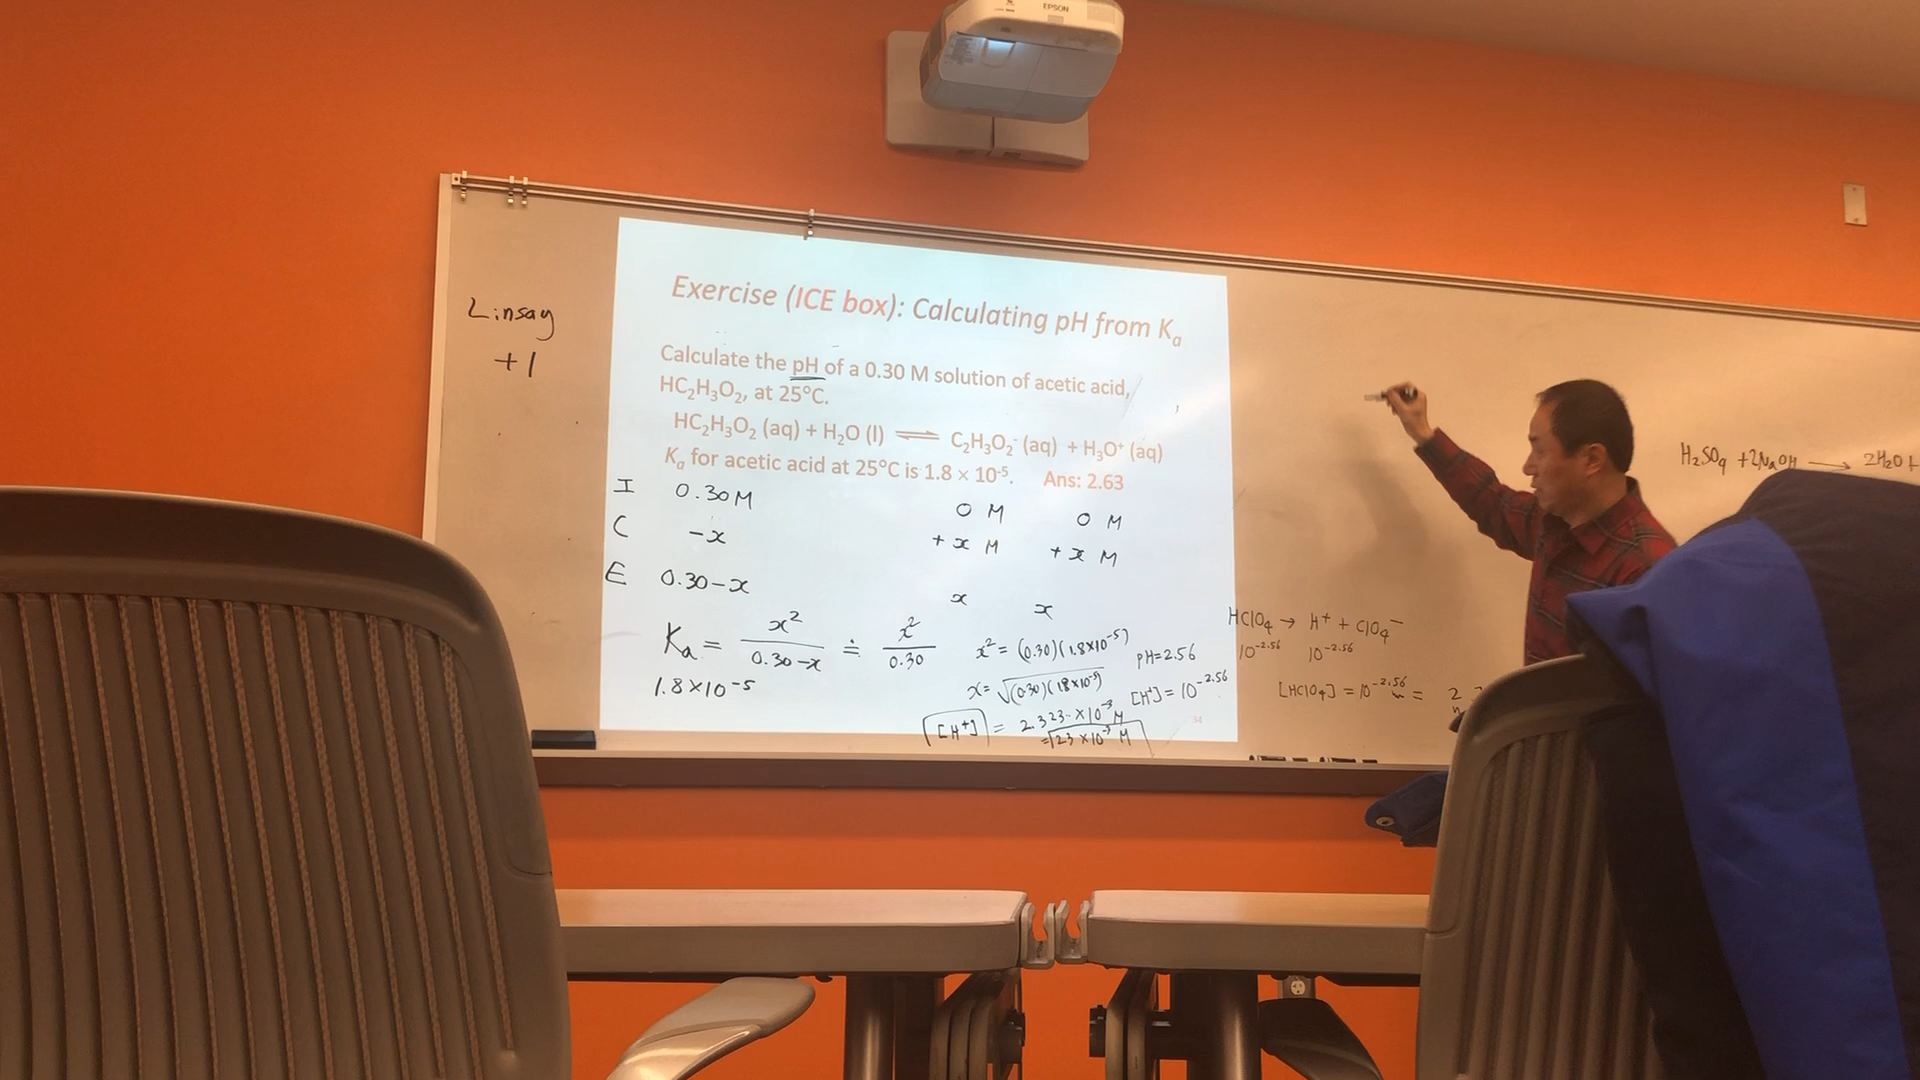 EPSON
Linsay
+1
Exercise (ICE box): Calculating pH from Kₐ
Calculate the pH of a 0.30 M solution of acetic acid,
HC₂H₃O₂, at 25°C.
HC₂H₃O₂ (aq) + H₂O (l) ⇌ C₂H₃O₂⁻ (aq) + H₃O⁺ (aq)
Kₐ for acetic acid at 25°C is 1.8 × 10⁻⁵. Ans: 2.63
I 0.30 M 0 M 0 M
C -x +x M +x M
E 0.30-x x x
Ka = x²/(0.30-x) ≐ x²/0.30
1.8×10⁻⁵
x² = (0.30)(1.8×10⁻⁵)
x = √(0.30)(1.8×10⁻⁵)
[H⁺] = 2.323.. ×10⁻³ M
= 2.3 ×10⁻³ M
34
pH=2.56
[H⁺] = 10⁻²·⁵⁶
HClO₄ → H⁺ + ClO₄⁻
10⁻²·⁵⁶ 10⁻²·⁵⁶
[HClO₄] = 10⁻²·⁵⁶ = 2
H₂SO₄ + 2NaOH → 2H₂O +